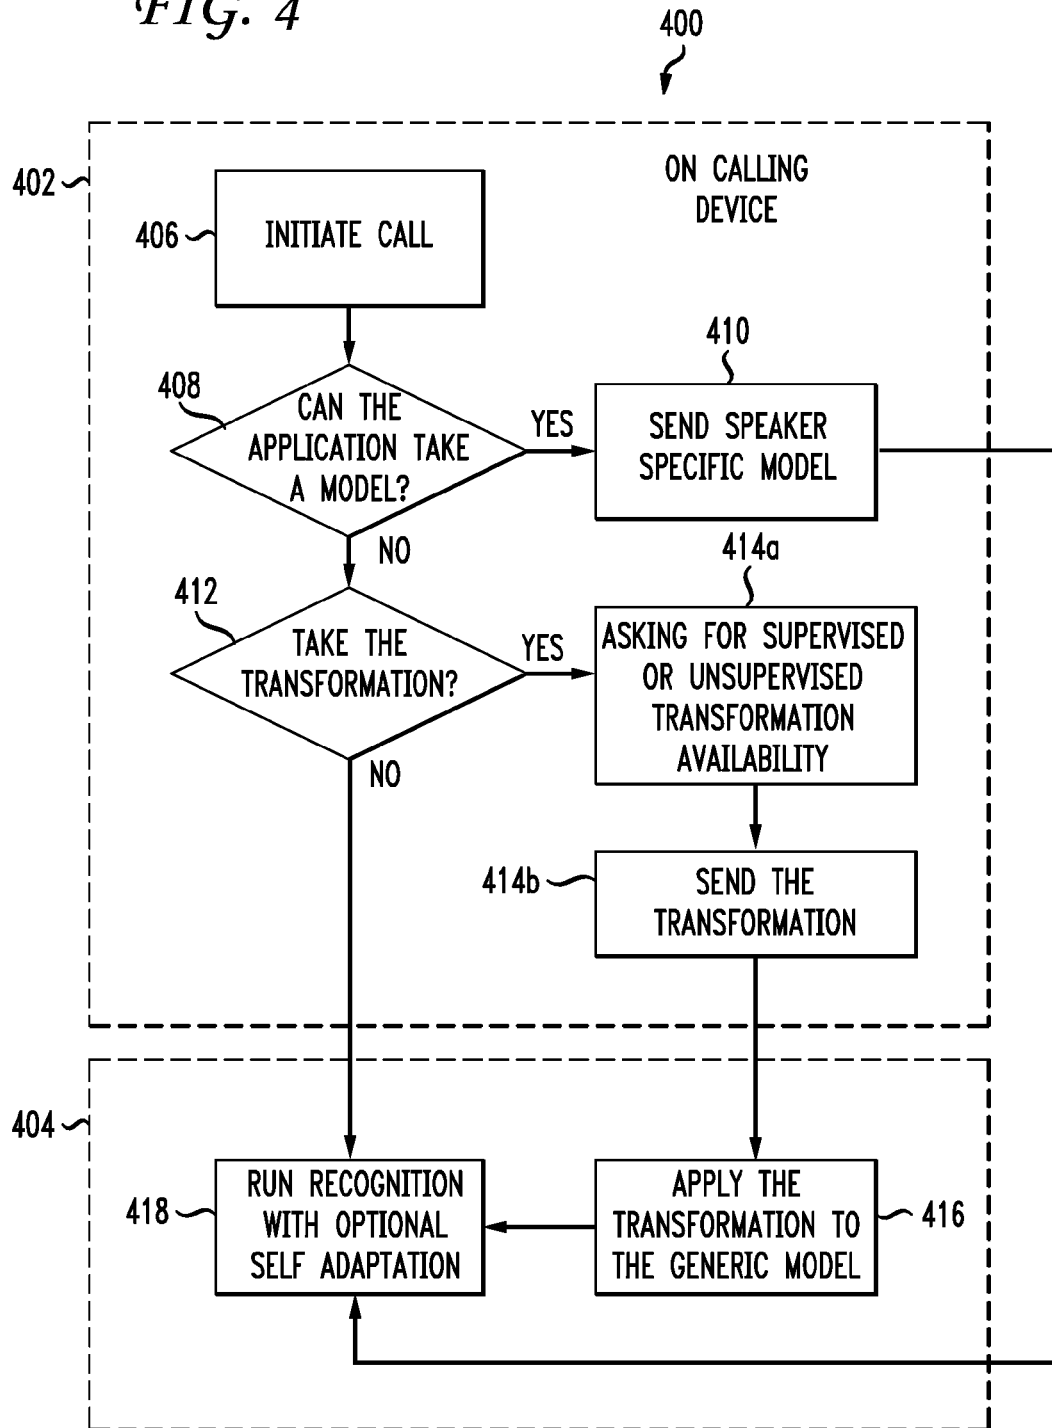 FIG. 4
400
402
ON CALLING
DEVICE
406
INITIATE CALL
410
408
CAN THE
APPLICATION TAKE
A MODEL?
YES
SEND SPEAKER
SPECIFIC MODEL
NO
414a
412
TAKE THE
TRANSFORMATION?
YES
ASKING FOR SUPERVISED
OR UNSUPERVISED
TRANSFORMATION
AVAILABILITY
NO
414b
SEND THE
TRANSFORMATION
404
418
RUN RECOGNITION
WITH OPTIONAL
SELF ADAPTATION
APPLY THE
TRANSFORMATION TO
THE GENERIC MODEL
416